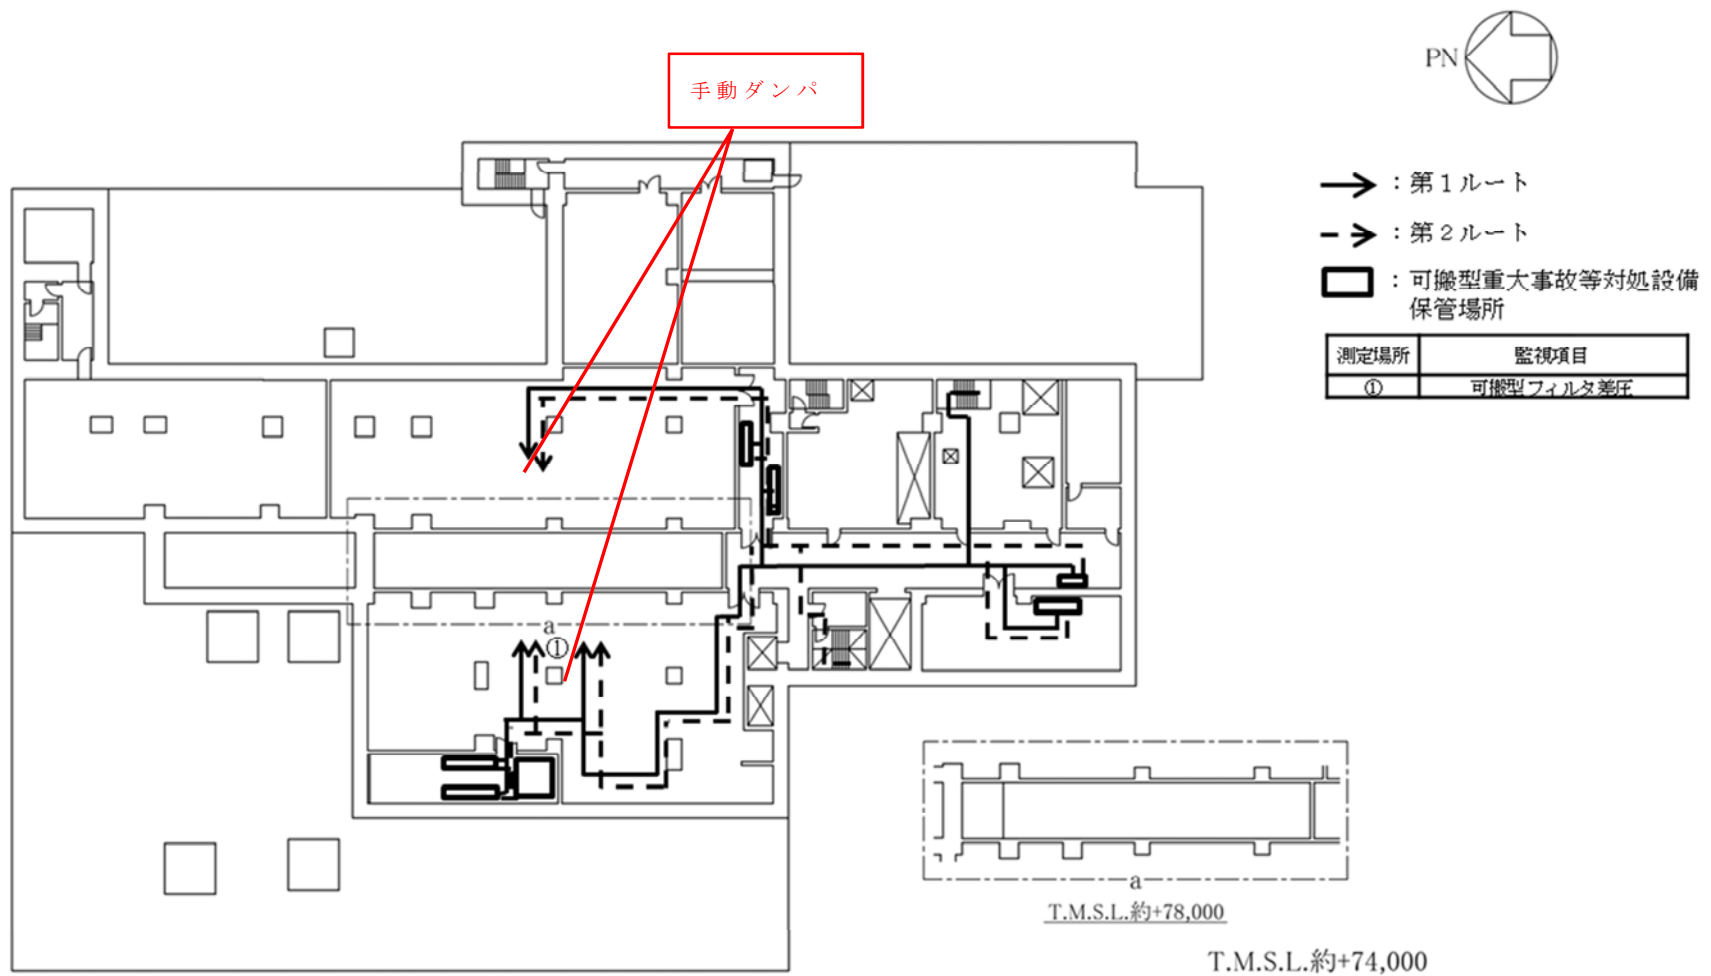 手動ダンパ
PN
：第１ルート
：第２ルート
：可搬型重大事故等対処設備
保管場所
測定場所 監視項目
① 可搬型フィルタ差圧
a
①
a
T.M.S.L.約+78,000
T.M.S.L.約+74,000